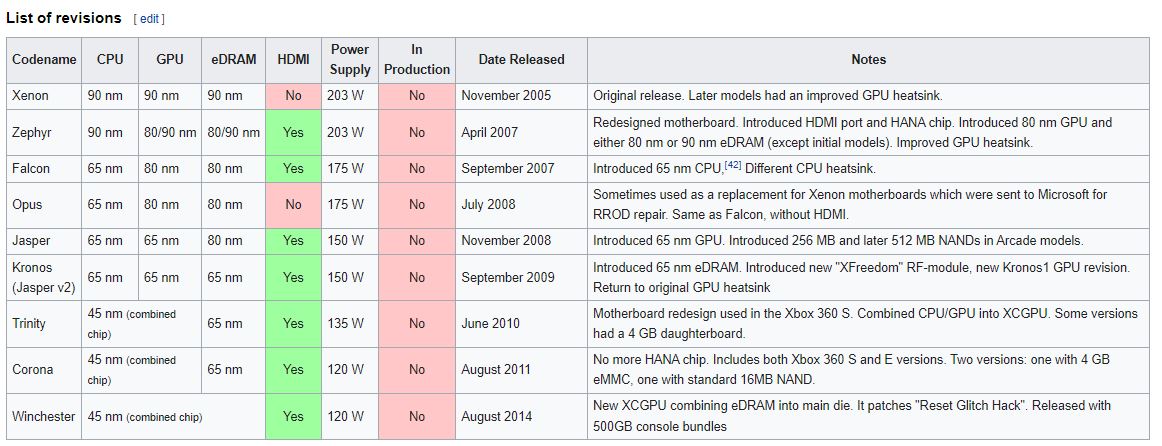 List of revisions [ edit ]
Codename CPU GPU eDRAM HDMI Power Supply In Production Date Released Notes
Xenon 90 nm 90 nm 90 nm No 203 W No November 2005 Original release. Later models had an improved GPU heatsink.
Zephyr 90 nm 80/90 nm 80/90 nm Yes 203 W No April 2007 Redesigned motherboard. Introduced HDMI port and HANA chip. Introduced 80 nm GPU and
either 80 nm or 90 nm eDRAM (except initial models). Improved GPU heatsink.
Falcon 65 nm 80 nm 80 nm Yes 175 W No September 2007 Introduced 65 nm CPU,[42] Different CPU heatsink.
Opus 65 nm 80 nm 80 nm No 175 W No July 2008 Sometimes used as a replacement for Xenon motherboards which were sent to Microsoft for
RROD repair. Same as Falcon, without HDMI.
Jasper 65 nm 65 nm 80 nm Yes 150 W No November 2008 Introduced 65 nm GPU. Introduced 256 MB and later 512 MB NANDs in Arcade models.
Kronos (Jasper v2) 65 nm 65 nm 65 nm Yes 150 W No September 2009 Introduced 65 nm eDRAM. Introduced new "XFreedom" RF-module, new Kronos1 GPU revision.
Return to original GPU heatsink
Trinity 45 nm (combined chip) 65 nm Yes 135 W No June 2010 Motherboard redesign used in the Xbox 360 S. Combined CPU/GPU into XCGPU. Some versions
had a 4 GB daughterboard.
Corona 45 nm (combined chip) 65 nm Yes 120 W No August 2011 No more HANA chip. Includes both Xbox 360 S and E versions. Two versions: one with 4 GB
eMMC, one with standard 16MB NAND.
Winchester 45 nm (combined chip) Yes 120 W No August 2014 New XCGPU combining eDRAM into main die. It patches "Reset Glitch Hack". Released with
500GB console bundles